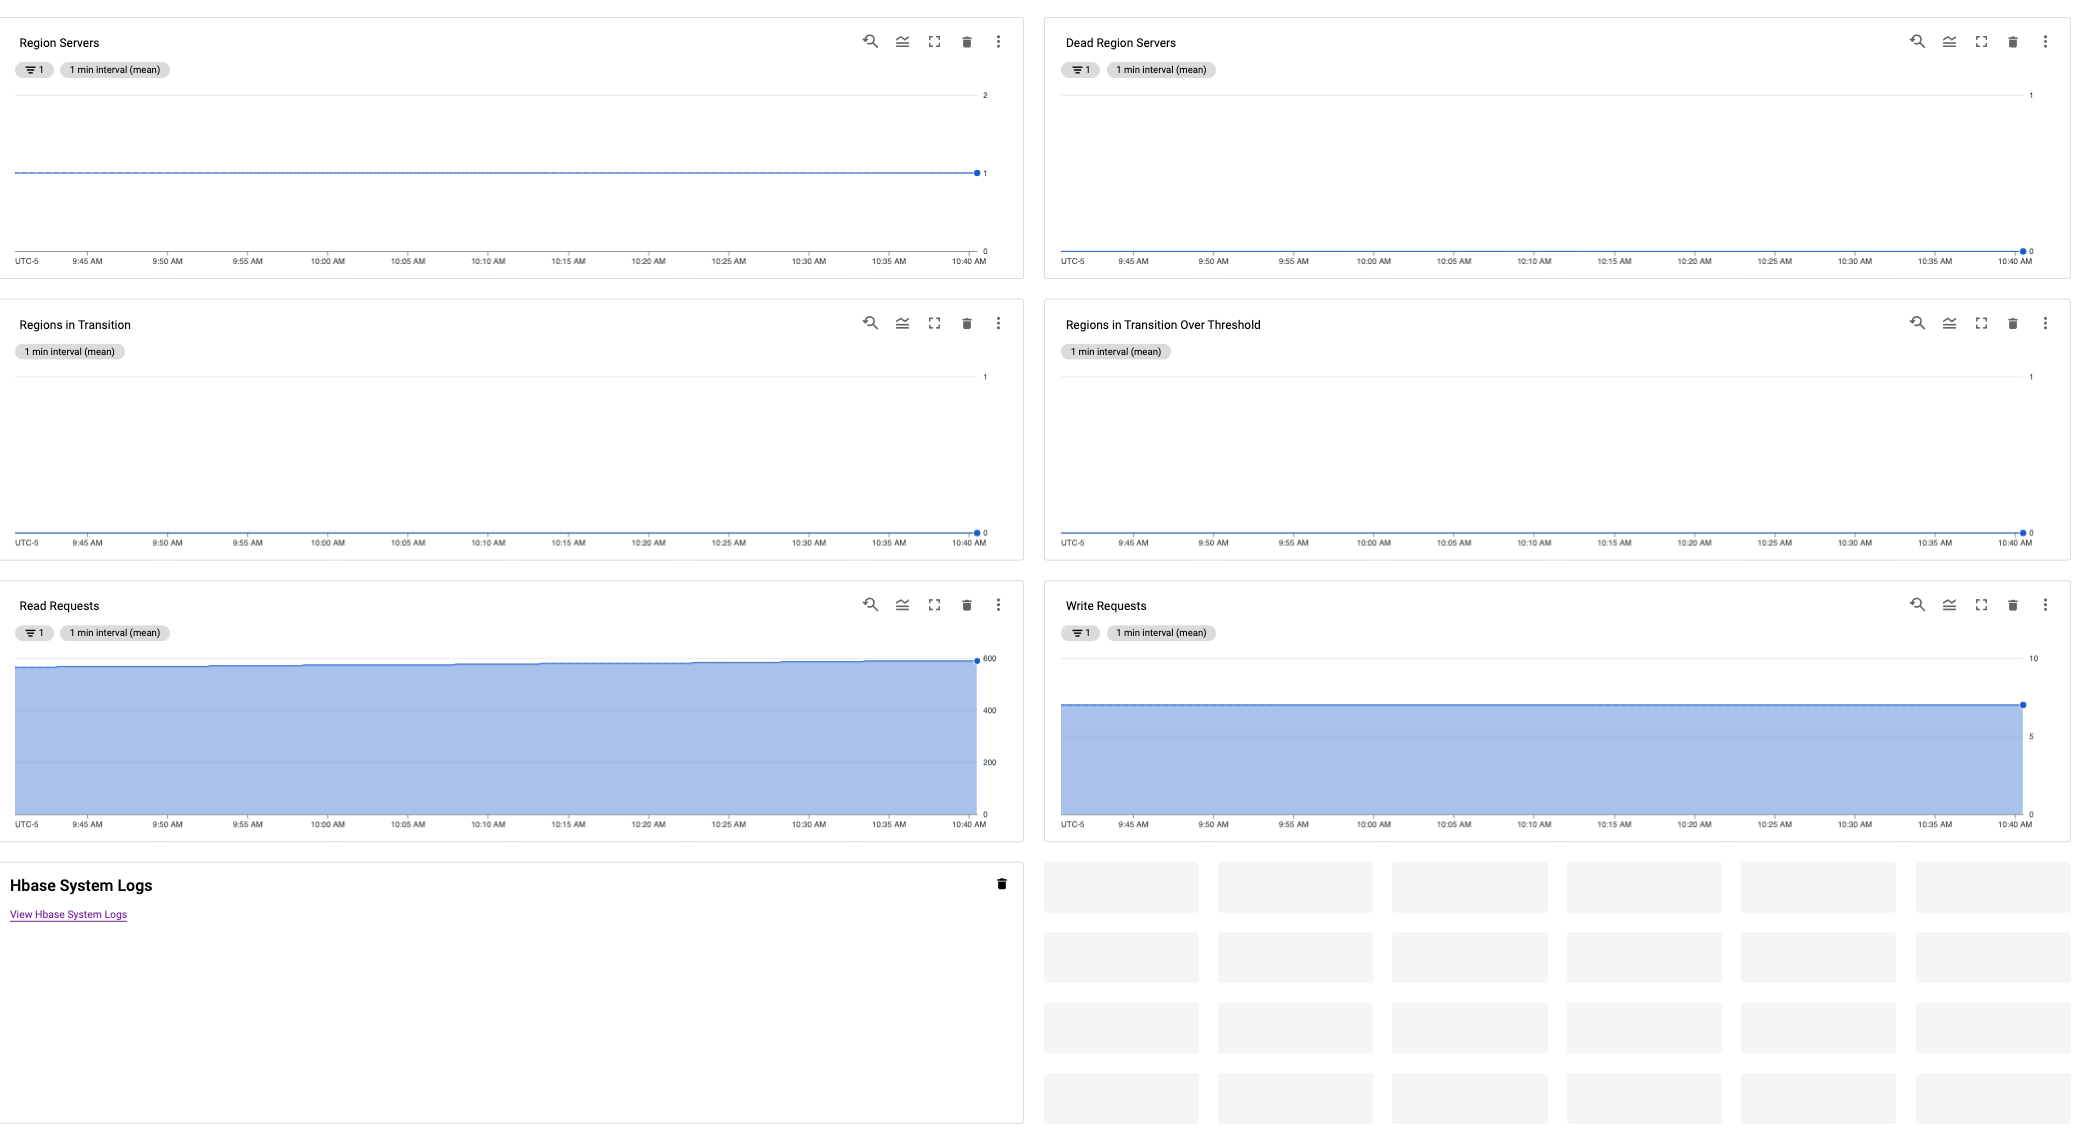 Region Servers
1
1 min interval (mean)
2
1
0
UTC-5 9:45 AM 9:50 AM 9:55 AM 10:00 AM 10:05 AM 10:10 AM 10:15 AM 10:20 AM 10:25 AM 10:30 AM 10:35 AM 10:40 AM
Dead Region Servers
1
1 min interval (mean)
1
0
UTC-5 9:45 AM 9:50 AM 9:55 AM 10:00 AM 10:05 AM 10:10 AM 10:15 AM 10:20 AM 10:25 AM 10:30 AM 10:35 AM 10:40 AM
Regions in Transition
1 min interval (mean)
1
0
UTC-5 9:45 AM 9:50 AM 9:55 AM 10:00 AM 10:05 AM 10:10 AM 10:15 AM 10:20 AM 10:25 AM 10:30 AM 10:35 AM 10:40 AM
Regions in Transition Over Threshold
1 min interval (mean)
1
0
UTC-5 9:45 AM 9:50 AM 9:55 AM 10:00 AM 10:05 AM 10:10 AM 10:15 AM 10:20 AM 10:25 AM 10:30 AM 10:35 AM 10:40 AM
Read Requests
1
1 min interval (mean)
600
400
200
0
UTC-5 9:45 AM 9:50 AM 9:55 AM 10:00 AM 10:05 AM 10:10 AM 10:15 AM 10:20 AM 10:25 AM 10:30 AM 10:35 AM 10:40 AM
Write Requests
1
1 min interval (mean)
10
5
0
UTC-5 9:45 AM 9:50 AM 9:55 AM 10:00 AM 10:05 AM 10:10 AM 10:15 AM 10:20 AM 10:25 AM 10:30 AM 10:35 AM 10:40 AM
Hbase System Logs
View Hbase System Logs